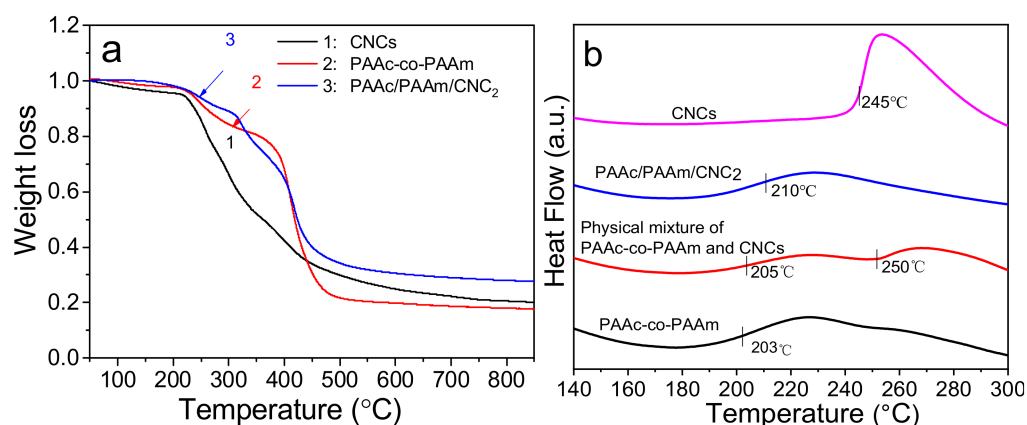 a
1: CNCs
2: PAAc-co-PAAm
3: PAAc/PAAm/CNC₂
3
2
1
Weight loss
1.2
1.0
0.8
0.6
0.4
0.2
0.0
100 200 300 400 500 600 700 800
Temperature (°C)
b
Heat Flow (a.u.)
CNCs
245℃
PAAc/PAAm/CNC2
210℃
Physical mixture of
PAAc-co-PAAm and CNCs
205℃
250℃
PAAc-co-PAAm
203℃
140 160 180 200 220 240 260 280 300
Temperature (°C)